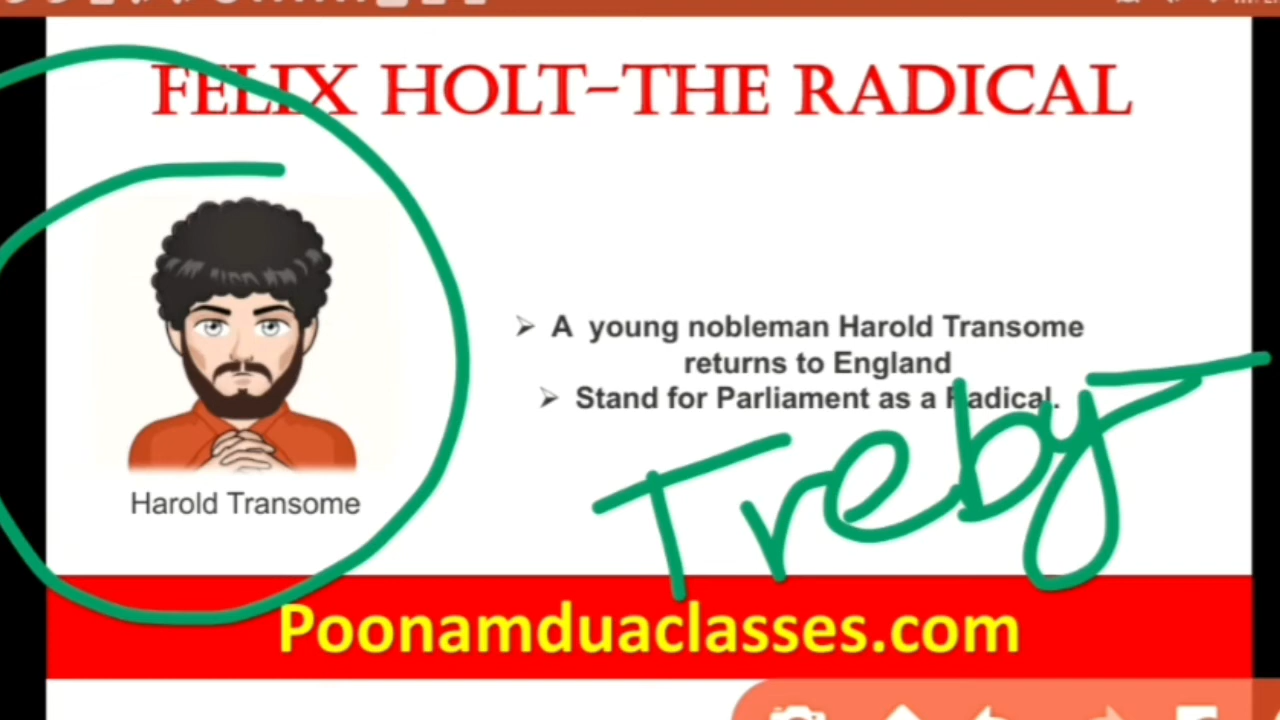 FELIX HOLT-THE RADICAL
➢ A young nobleman Harold Transome
returns to England
➢ Stand for Parliament as a Radical.
Treby
Harold Transome
Poonamduaclasses.com